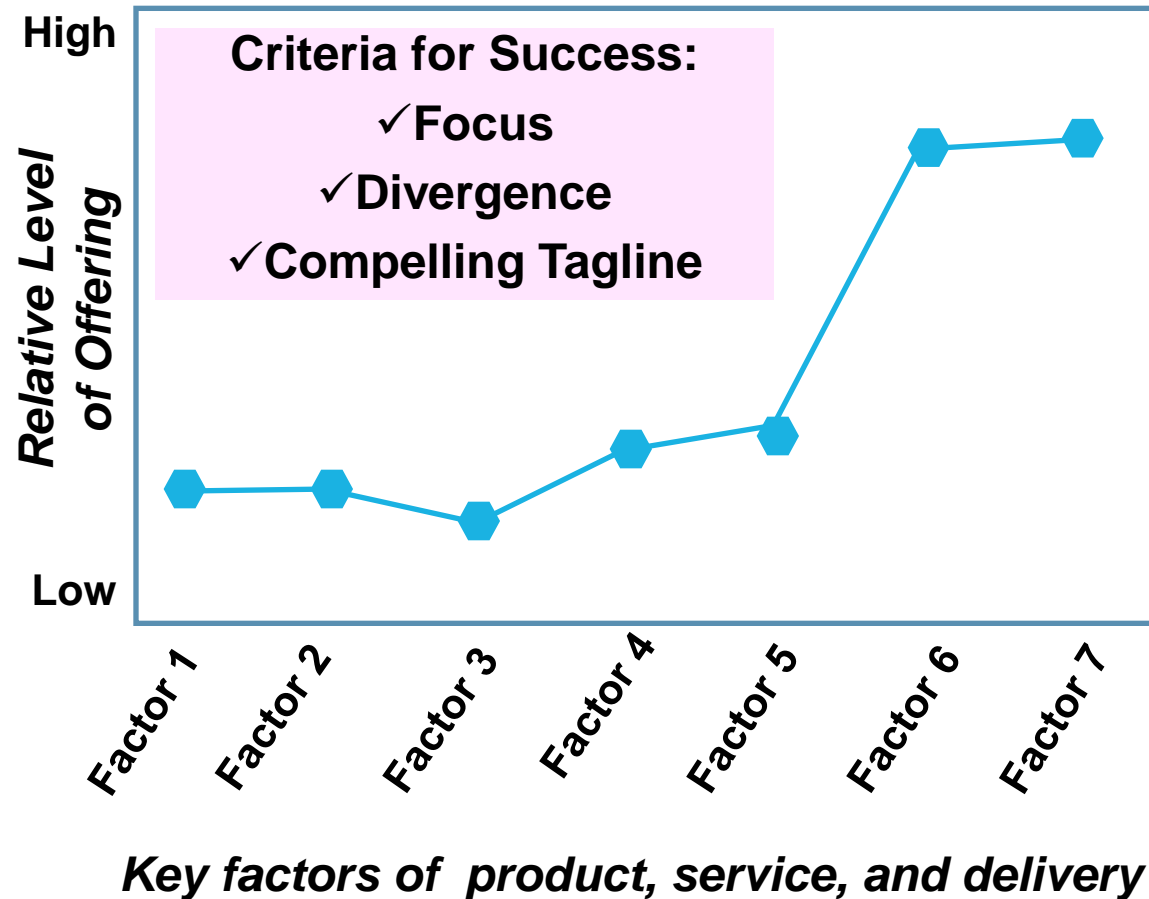 High
Criteria for Success:
✓Focus
✓Divergence
✓Compelling Tagline
Relative Level
of Offering
Low
Factor 1
Factor 2
Factor 3
Factor 4
Factor 5
Factor 6
Factor 7
Key factors of  product, service, and delivery